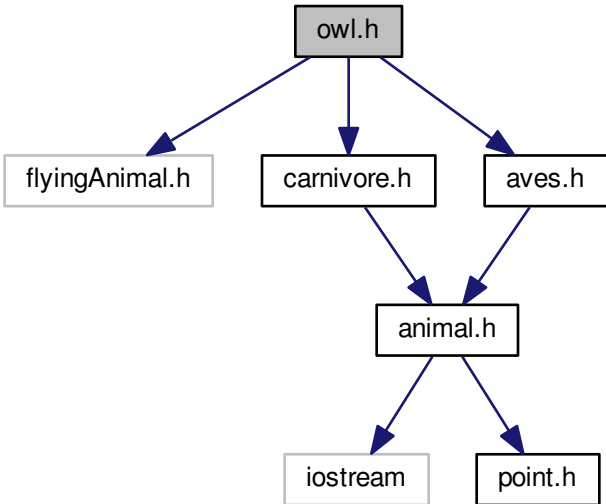 owl.h
flyingAnimal.h
carnivore.h
aves.h
animal.h
iostream
point.h